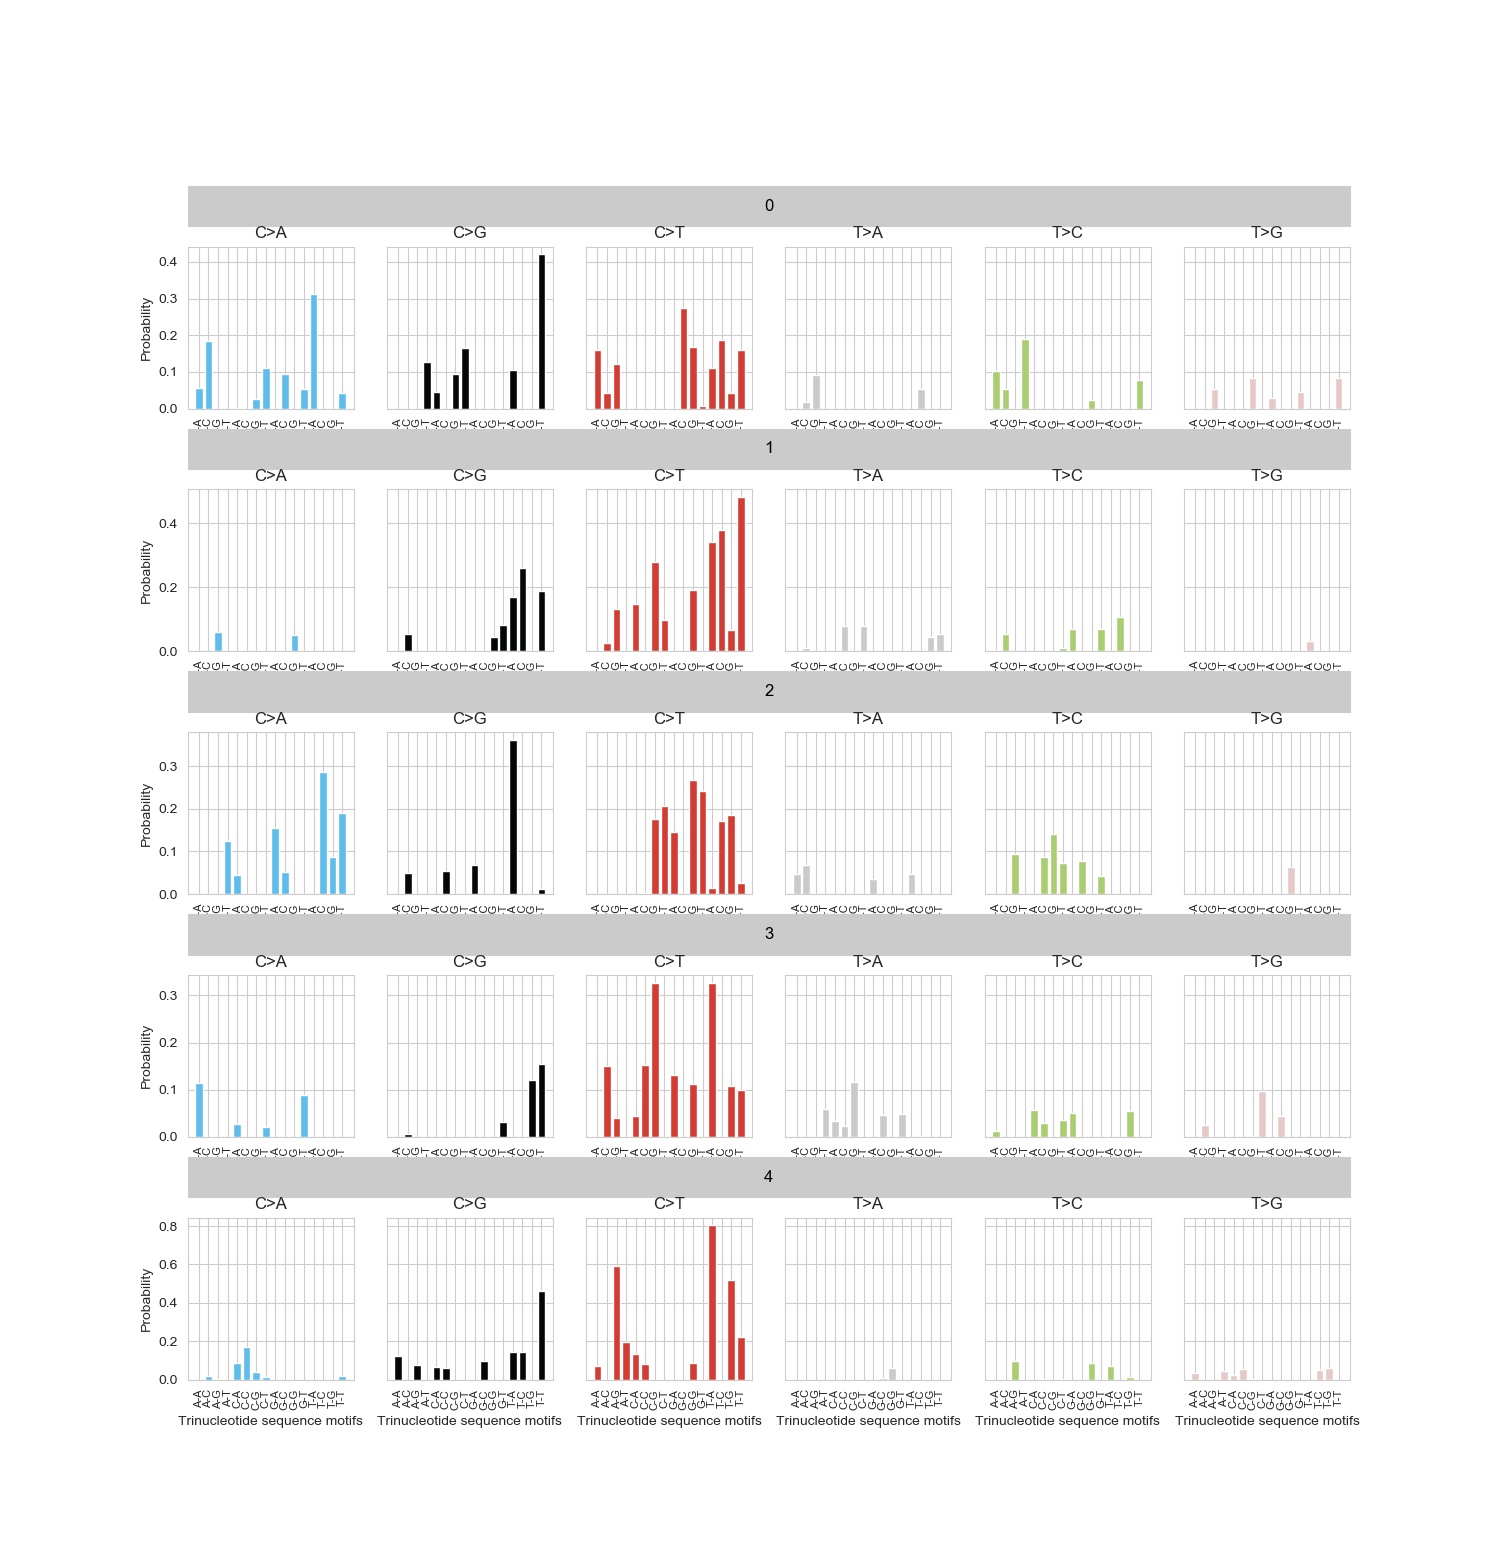 0
C>A C>G C>T T>A T>C T>G
Probability
0.4
0.3
0.2
0.1
0.0
1
C>A C>G C>T T>A T>C T>G
Probability
0.4
0.2
0.0
2
C>A C>G C>T T>A T>C T>G
Probability
0.3
0.2
0.1
0.0
3
C>A C>G C>T T>A T>C T>G
Probability
0.3
0.2
0.1
0.0
4
C>A C>G C>T T>A T>C T>G
Probability
0.8
0.6
0.4
0.2
0.0
A-A A-C A-G A-T C-A C-C C-G C-T G-A G-C G-G G-T T-A T-C T-G T-T
A-A A-C A-G A-T C-A C-C C-G C-T G-A G-C G-G G-T T-A T-C T-G T-T
A-A A-C A-G A-T C-A C-C C-G C-T G-A G-C G-G G-T T-A T-C T-G T-T
A-A A-C A-G A-T C-A C-C C-G C-T G-A G-C G-G G-T T-A T-C T-G T-T
A-A A-C A-G A-T C-A C-C C-G C-T G-A G-C G-G G-T T-A T-C T-G T-T
A-A A-C A-G A-T C-A C-C C-G C-T G-A G-C G-G G-T T-A T-C T-G T-T
Trinucleotide sequence motifs Trinucleotide sequence motifs Trinucleotide sequence motifs Trinucleotide sequence motifs Trinucleotide sequence motifs Trinucleotide sequence motifs